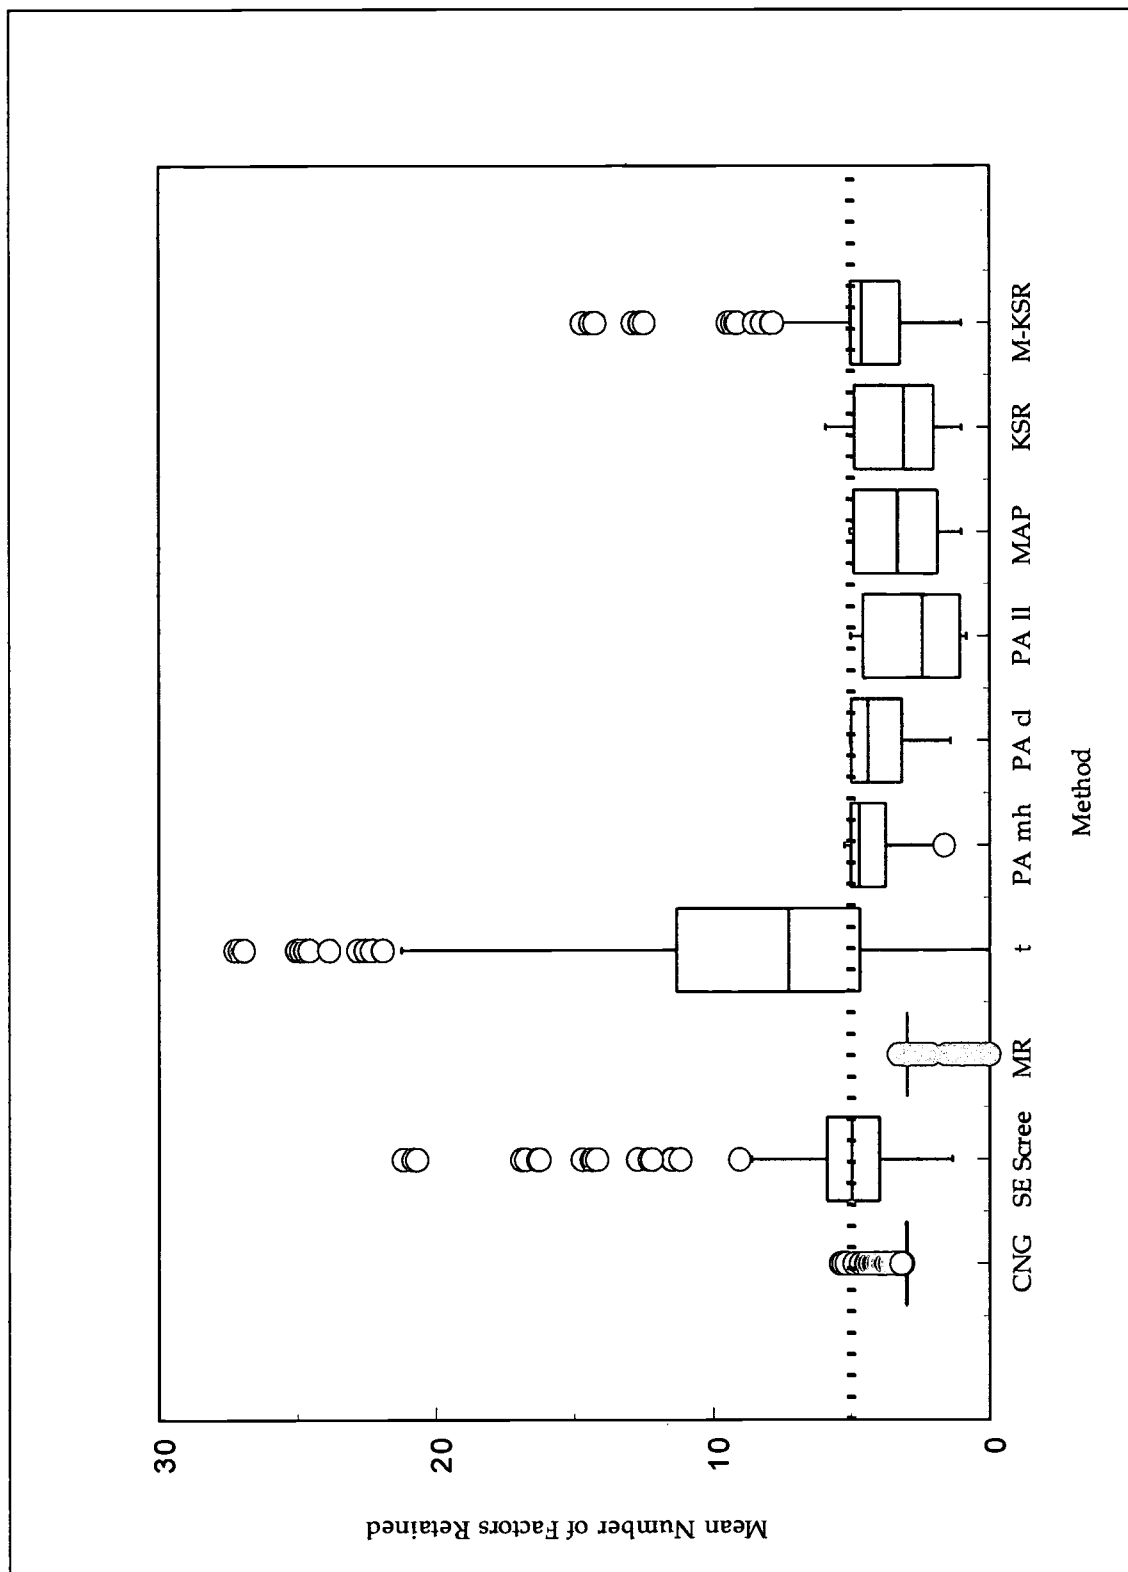 Mean Number of Factors Retained
30
20
10
0
CNG SE Scree MR t PA mh PA d PA ll MAP KSR M-KSR
Method